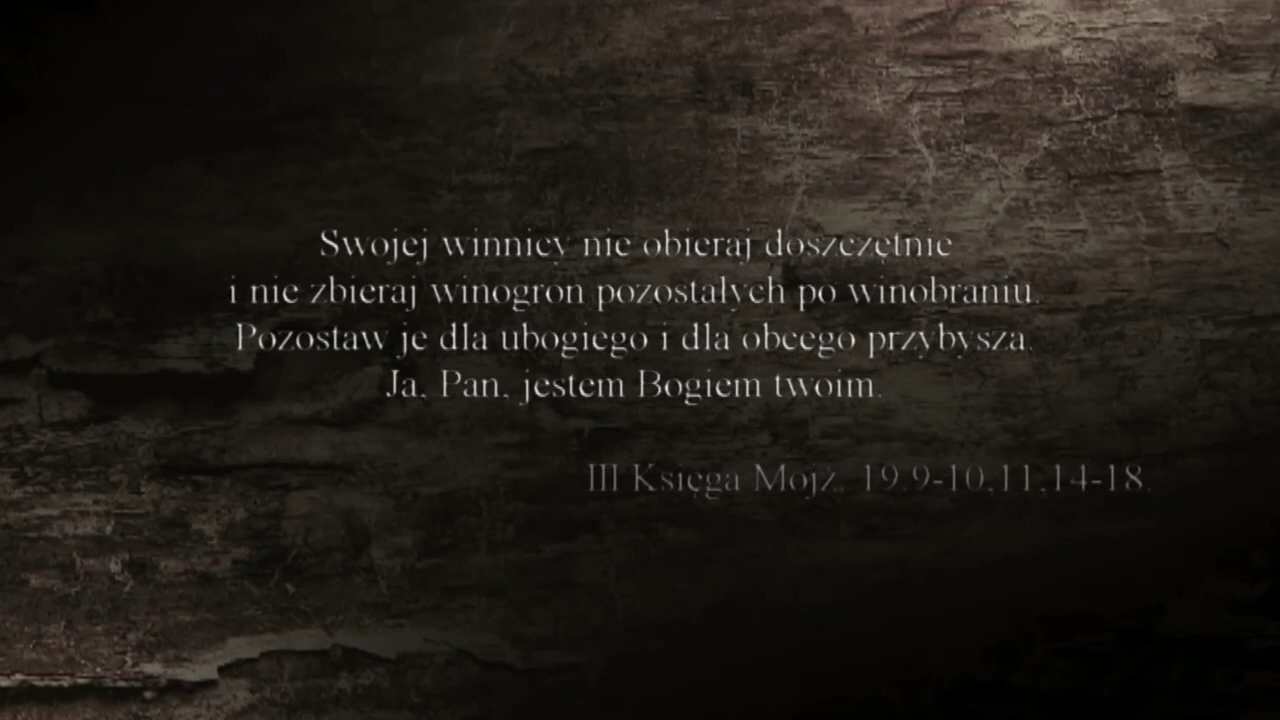 Swojej winnicy nie obieraj doszczętnie
i nie zbieraj winogron pozostałych po winobraniu.
Pozostaw je dla ubogiego i dla obcego przybysza.
Ja, Pan, jestem Bogiem twoim.
III Księga Mojż. 19.9-10,11,14-18.